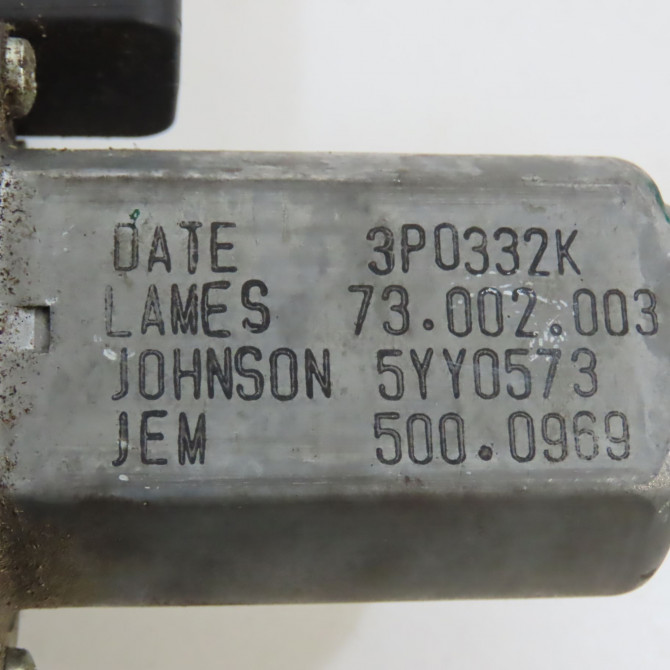 DATE 3P0332K
LAMES 73.002.003
JOHNSON 5YY0573
JEM 500.0969